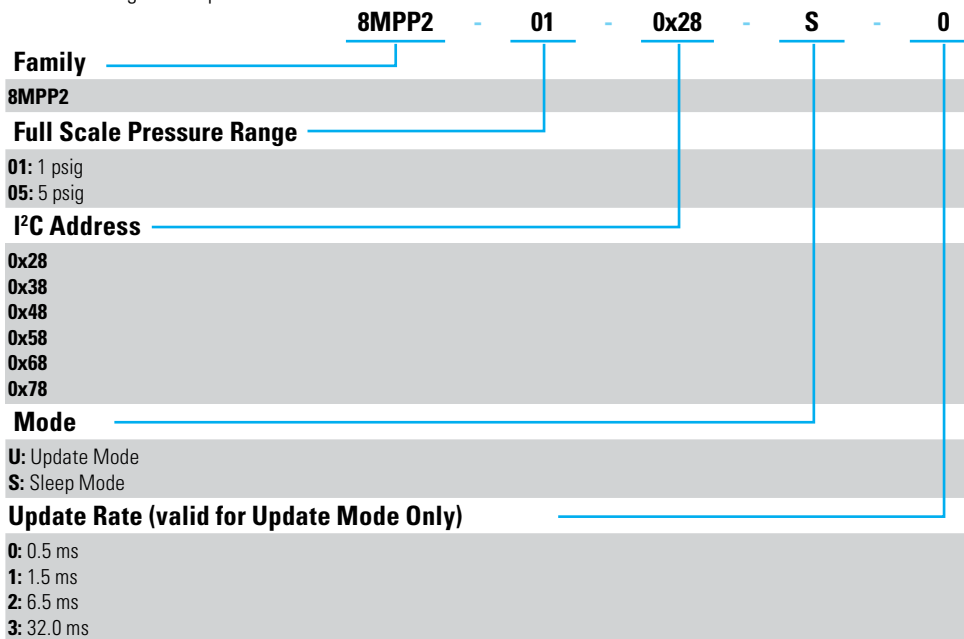 8MPP2 - 01 - 0x28 - S - 0
Family
8MPP2
Full Scale Pressure Range
01: 1 psig
05: 5 psig
I²C Address
0x28
0x38
0x48
0x58
0x68
0x78
Mode
U: Update Mode
S: Sleep Mode
Update Rate (valid for Update Mode Only)
0: 0.5 ms
1: 1.5 ms
2: 6.5 ms
3: 32.0 ms